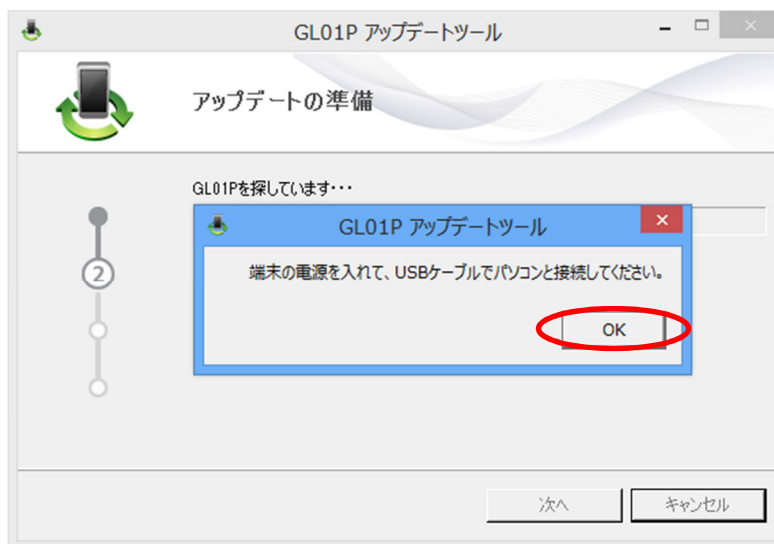 GL01P アップデートツール
アップデートの準備
GL01Pを探しています・・・
GL01P アップデートツール
端末の電源を入れて、USBケーブルでパソコンと接続してください。
2
OK
次へ
キャンセル